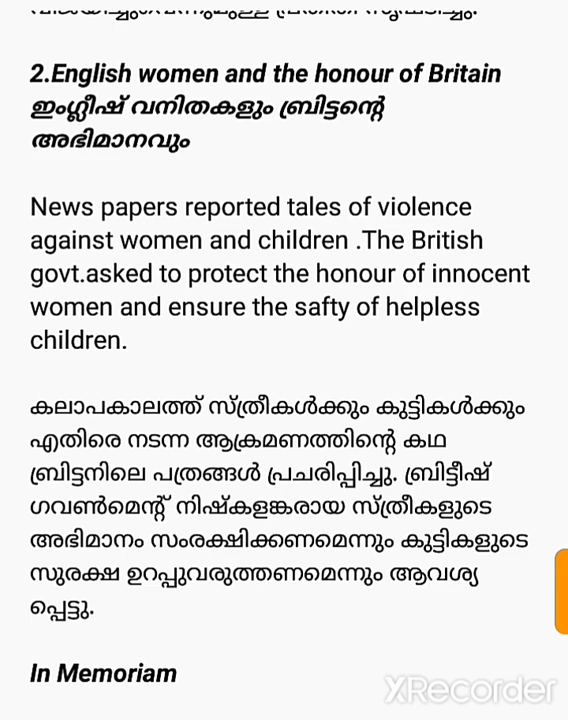 2.English women and the honour of Britain
ഇംഗ്ലീഷ് വനിതകളും ബ്രിട്ടന്റെ
അഭിമാനവും
News papers reported tales of violence
against women and children .The British
govt.asked to protect the honour of innocent
women and ensure the safty of helpless
children.
കലാപകാലത്ത് സ്ത്രീകൾക്കും കുട്ടികൾക്കും
എതിരെ നടന്ന ആക്രമണത്തിന്റെ കഥ
ബ്രിട്ടനിലെ പത്രങ്ങൾ പ്രചരിപ്പിച്ചു. ബ്രിട്ടീഷ്
ഗവൺമെന്റ് നിഷ്കളങ്കരായ സ്ത്രീകളുടെ
അഭിമാനം സംരക്ഷിക്കണമെന്നും കുട്ടികളുടെ
സുരക്ഷ ഉറപ്പുവരുത്തണമെന്നും ആവശ്യ
പ്പെട്ടു.
In Memoriam
XRecorder